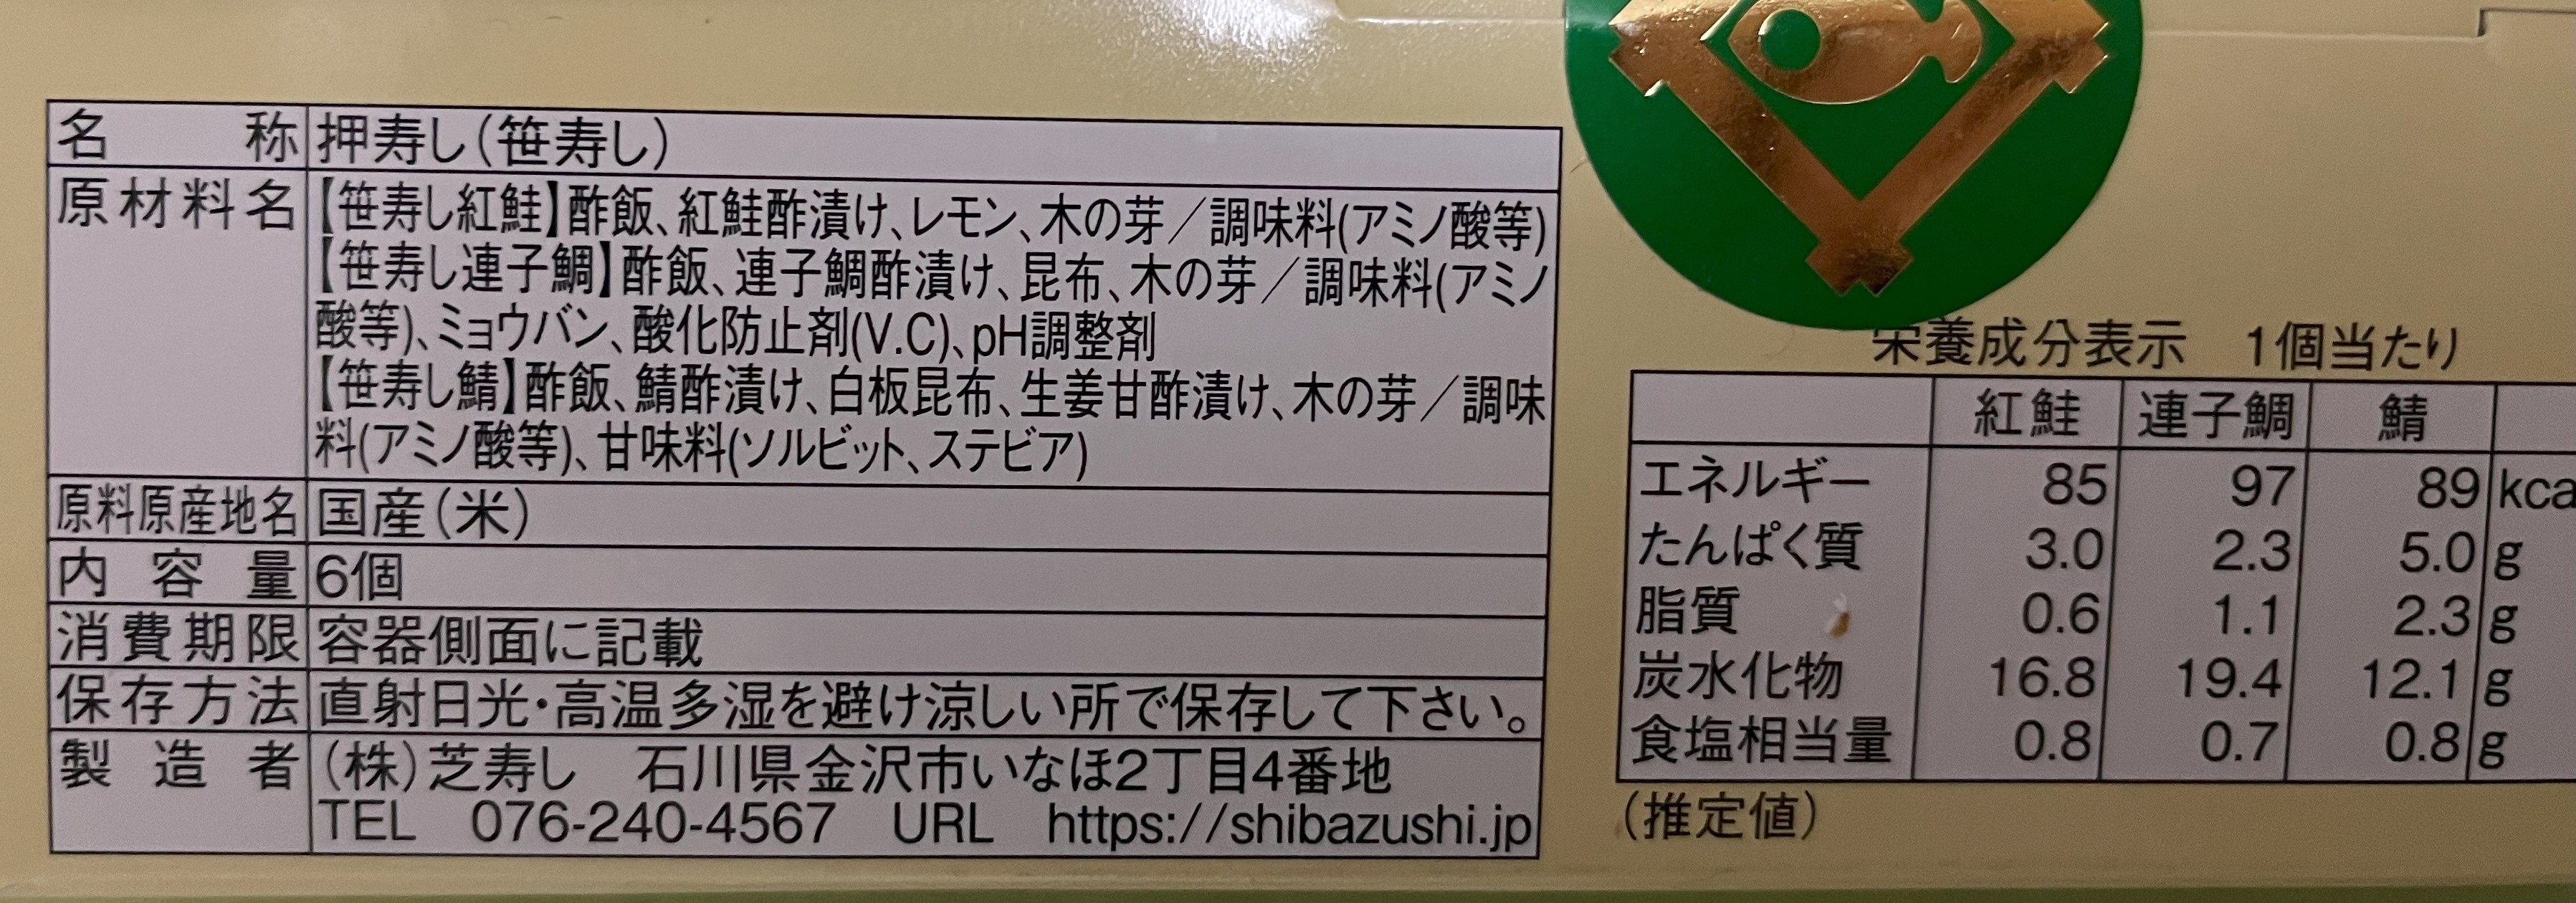 名称 押寿し(笹寿し)
原材料名 【笹寿し紅鮭】酢飯、紅鮭酢漬け、レモン、木の芽／調味料(アミノ酸等)
【笹寿し連子鯛】酢飯、連子鯛酢漬け、昆布、木の芽／調味料(アミノ
酸等)、ミョウバン、酸化防止剤(V.C)、pH調整剤
【笹寿し鯖】酢飯、鯖酢漬け、白板昆布、生姜甘酢漬け、木の芽／調味
料(アミノ酸等)、甘味料(ソルビット、ステビア)
原料原産地名 国産(米)
内容量 6個
消費期限 容器側面に記載
保存方法 直射日光・高温多湿を避け涼しい所で保存して下さい。
製造者 (株)芝寿し 石川県金沢市いなほ2丁目4番地
TEL 076-240-4567 URL https://shibazushi.jp
栄養成分表示 1個当たり
紅鮭 連子鯛 鯖
エネルギー 85 97 89 kca
たんぱく質 3.0 2.3 5.0 g
脂質 0.6 1.1 2.3 g
炭水化物 16.8 19.4 12.1 g
食塩相当量 0.8 0.7 0.8 g
(推定値)